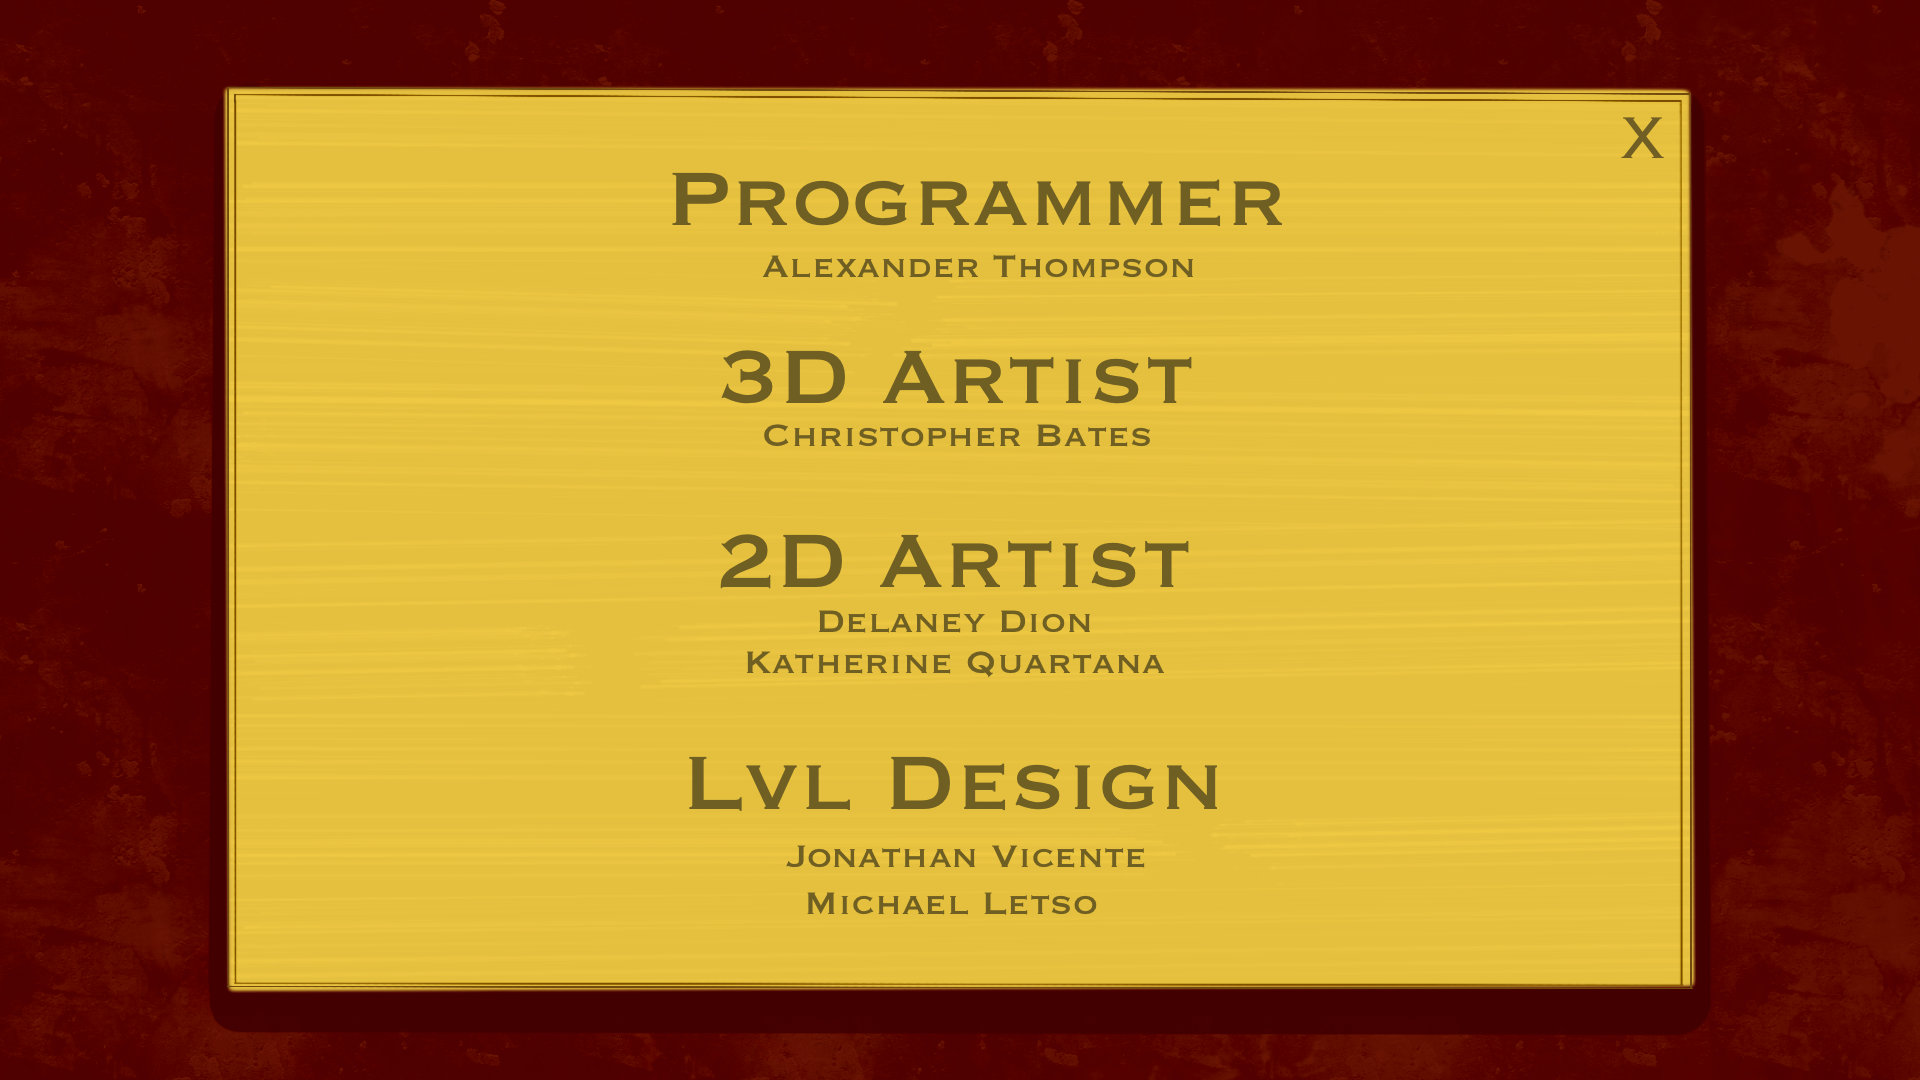 X
Programmer
Alexander Thompson
3D Artist
Christopher Bates
2D Artist
Delaney Dion
Katherine Quartana
Lvl Design
Jonathan Vicente
Michael Letso